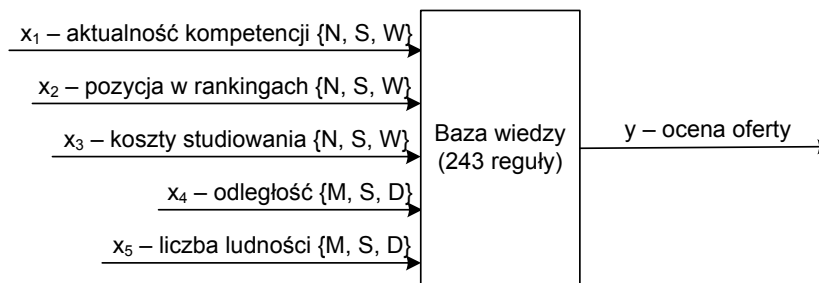 x₁ – aktualność kompetencji {N, S, W}
x₂ – pozycja w rankingach {N, S, W}
x₃ – koszty studiowania {N, S, W}
x₄ – odległość {M, S, D}
x₅ – liczba ludności {M, S, D}
Baza wiedzy
(243 reguły)
y – ocena oferty